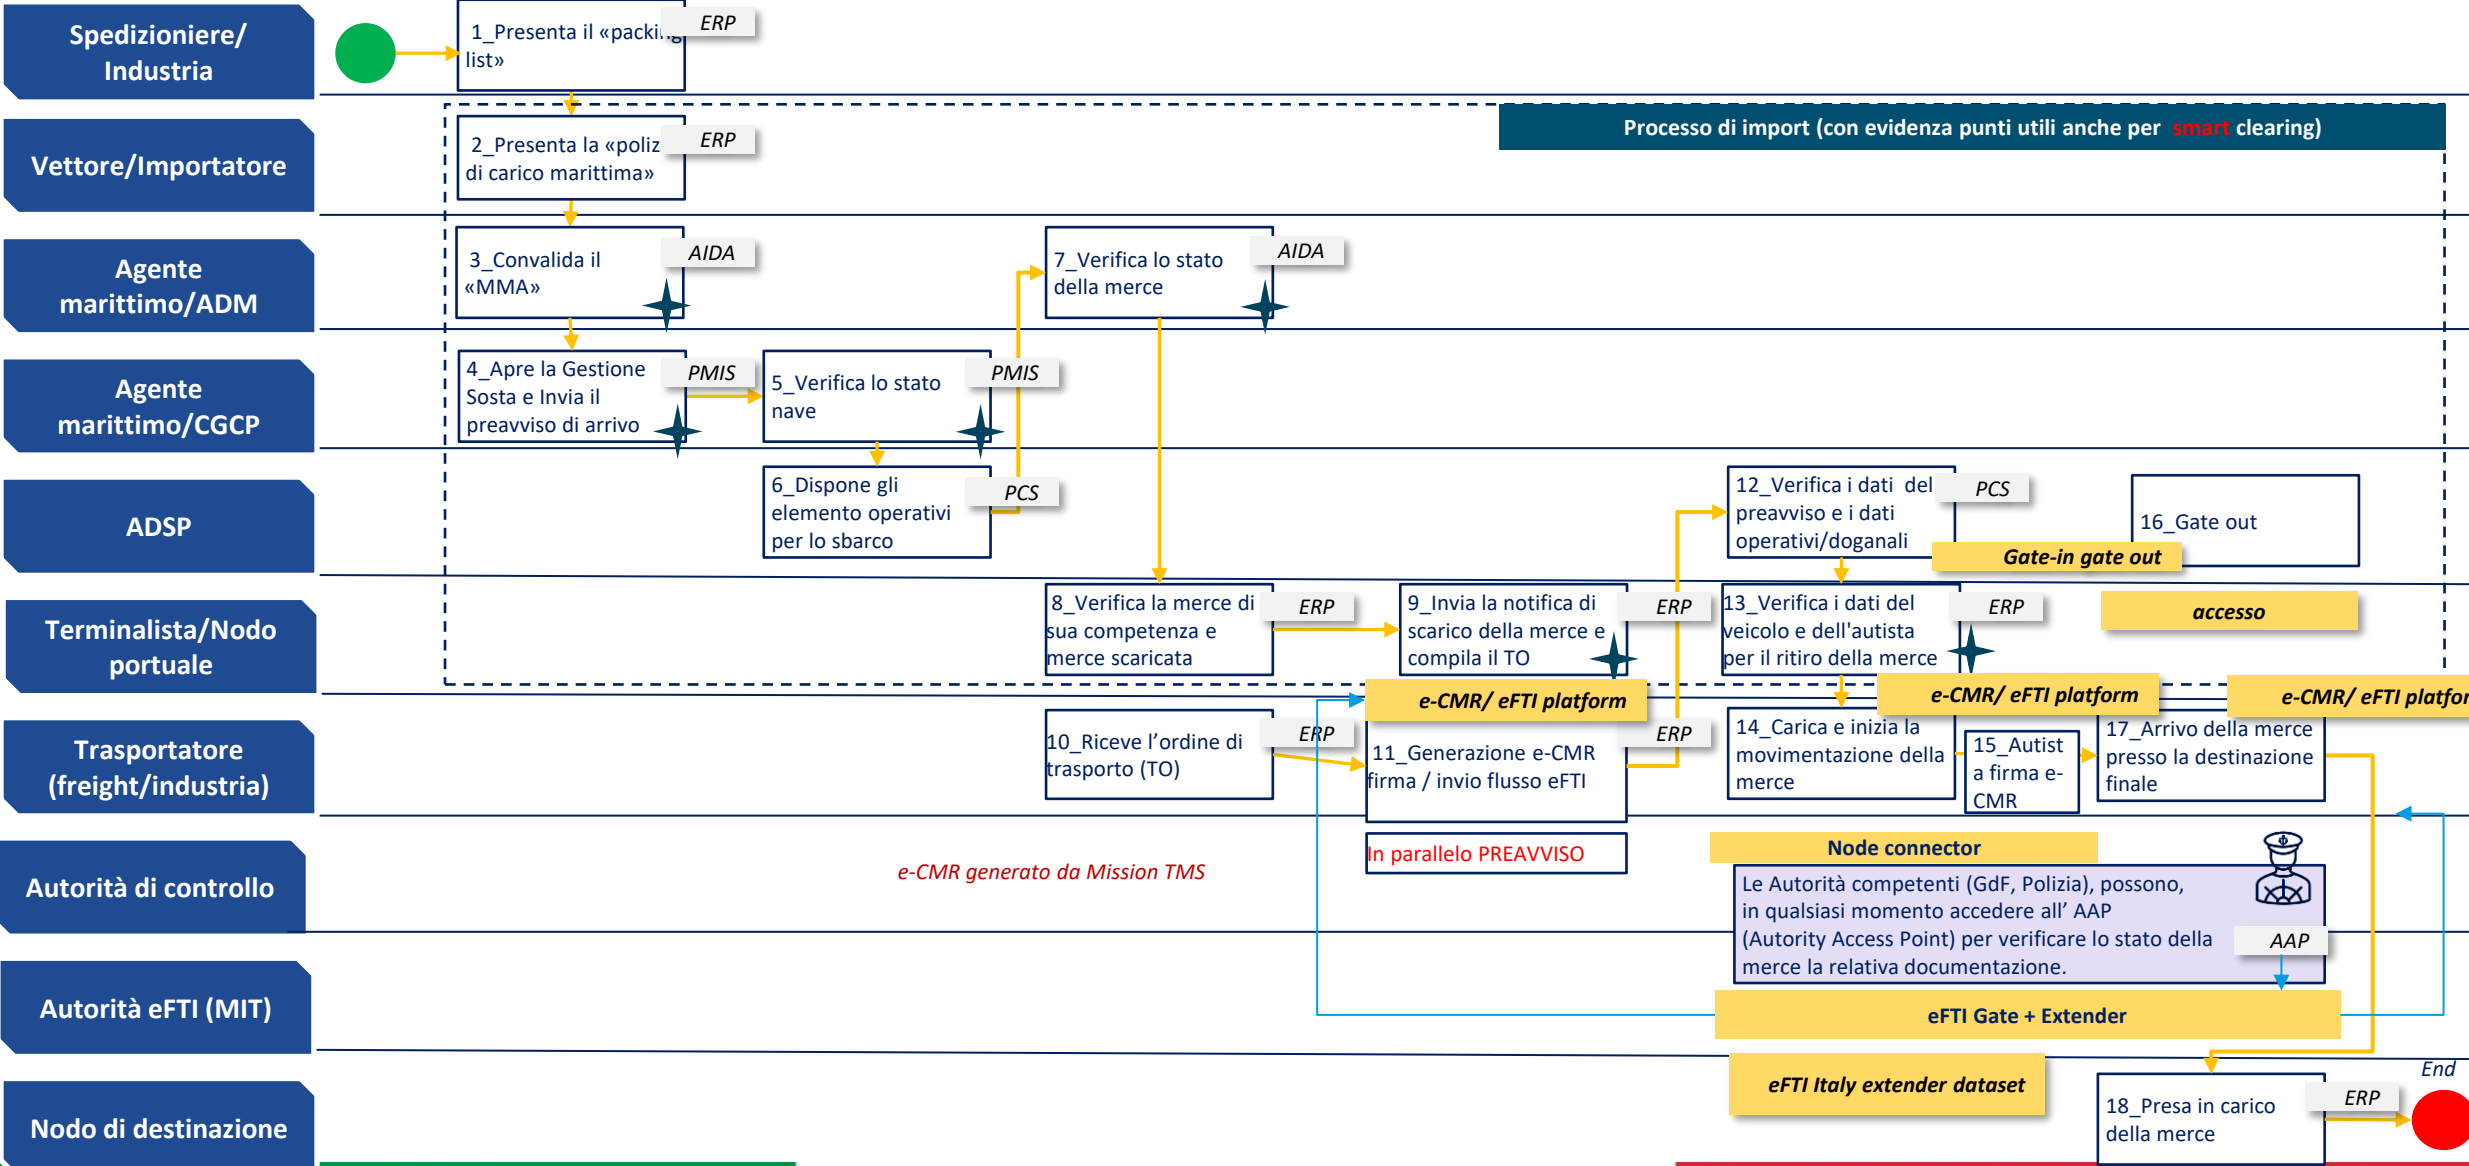 Spedizioniere/
Industria
1_Presenta il «packing
list»
ERP
Processo di import (con evidenza punti utili anche per smart clearing)
Vettore/Importatore
2_Presenta la «poliz
di carico marittima»
ERP
Agente
marittimo/ADM
3_Convalida il
«MMA»
AIDA
7_Verifica lo stato
della merce
AIDA
Agente
marittimo/CGCP
4_Apre la Gestione
Sosta e Invia il
preavviso di arrivo
PMIS
5_Verifica lo stato
nave
PMIS
ADSP
6_Dispone gli
elemento operativi
per lo sbarco
PCS
12_Verifica i dati del
preavviso e i dati
operativi/doganali
PCS
Gate-in gate out
16_Gate out
Terminalista/Nodo
portuale
8_Verifica la merce di
sua competenza e
merce scaricata
ERP
9_Invia la notifica di
scarico della merce e
compila il TO
ERP
13_Verifica i dati del
veicolo e dell'autista
per il ritiro della merce
ERP
accesso
e-CMR/ eFTI platform
e-CMR/ eFTI platform
e-CMR/ eFTI platfor
Trasportatore
(freight/industria)
10_Riceve l'ordine di
trasporto (TO)
ERP
11_Generazione e-CMR
firma / invio flusso eFTI
ERP
14_Carica e inizia la
movimentazione della
merce
15_Autist
a firma e-
CMR
17_Arrivo della merce
presso la destinazione
finale
In parallelo PREAVVISO
Autorità di controllo
e-CMR generato da Mission TMS
Node connector
Le Autorità competenti (GdF, Polizia), possono,
in qualsiasi momento accedere all' AAP
(Autority Access Point) per verificare lo stato della
merce la relativa documentazione.
AAP
Autorità eFTI (MIT)
eFTI Gate + Extender
eFTI Italy extender dataset
Nodo di destinazione
18_Presa in carico
della merce
ERP
End